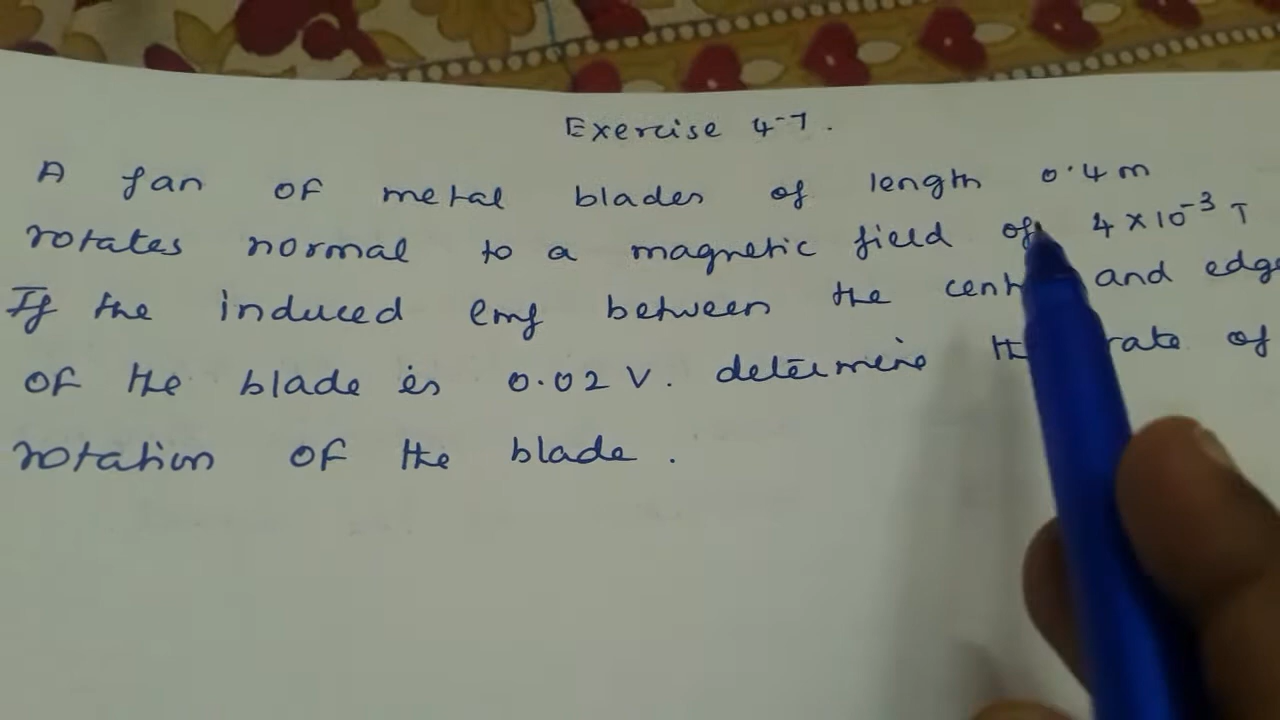 Exercise 4-7.
A fan of metal blades of length 0.4 m
rotates normal to a magnetic field of 4 × 10⁻³ T
If the induced emf between the and edge
of the blade is 0.02 V. determine rate of
rotation of the blade.